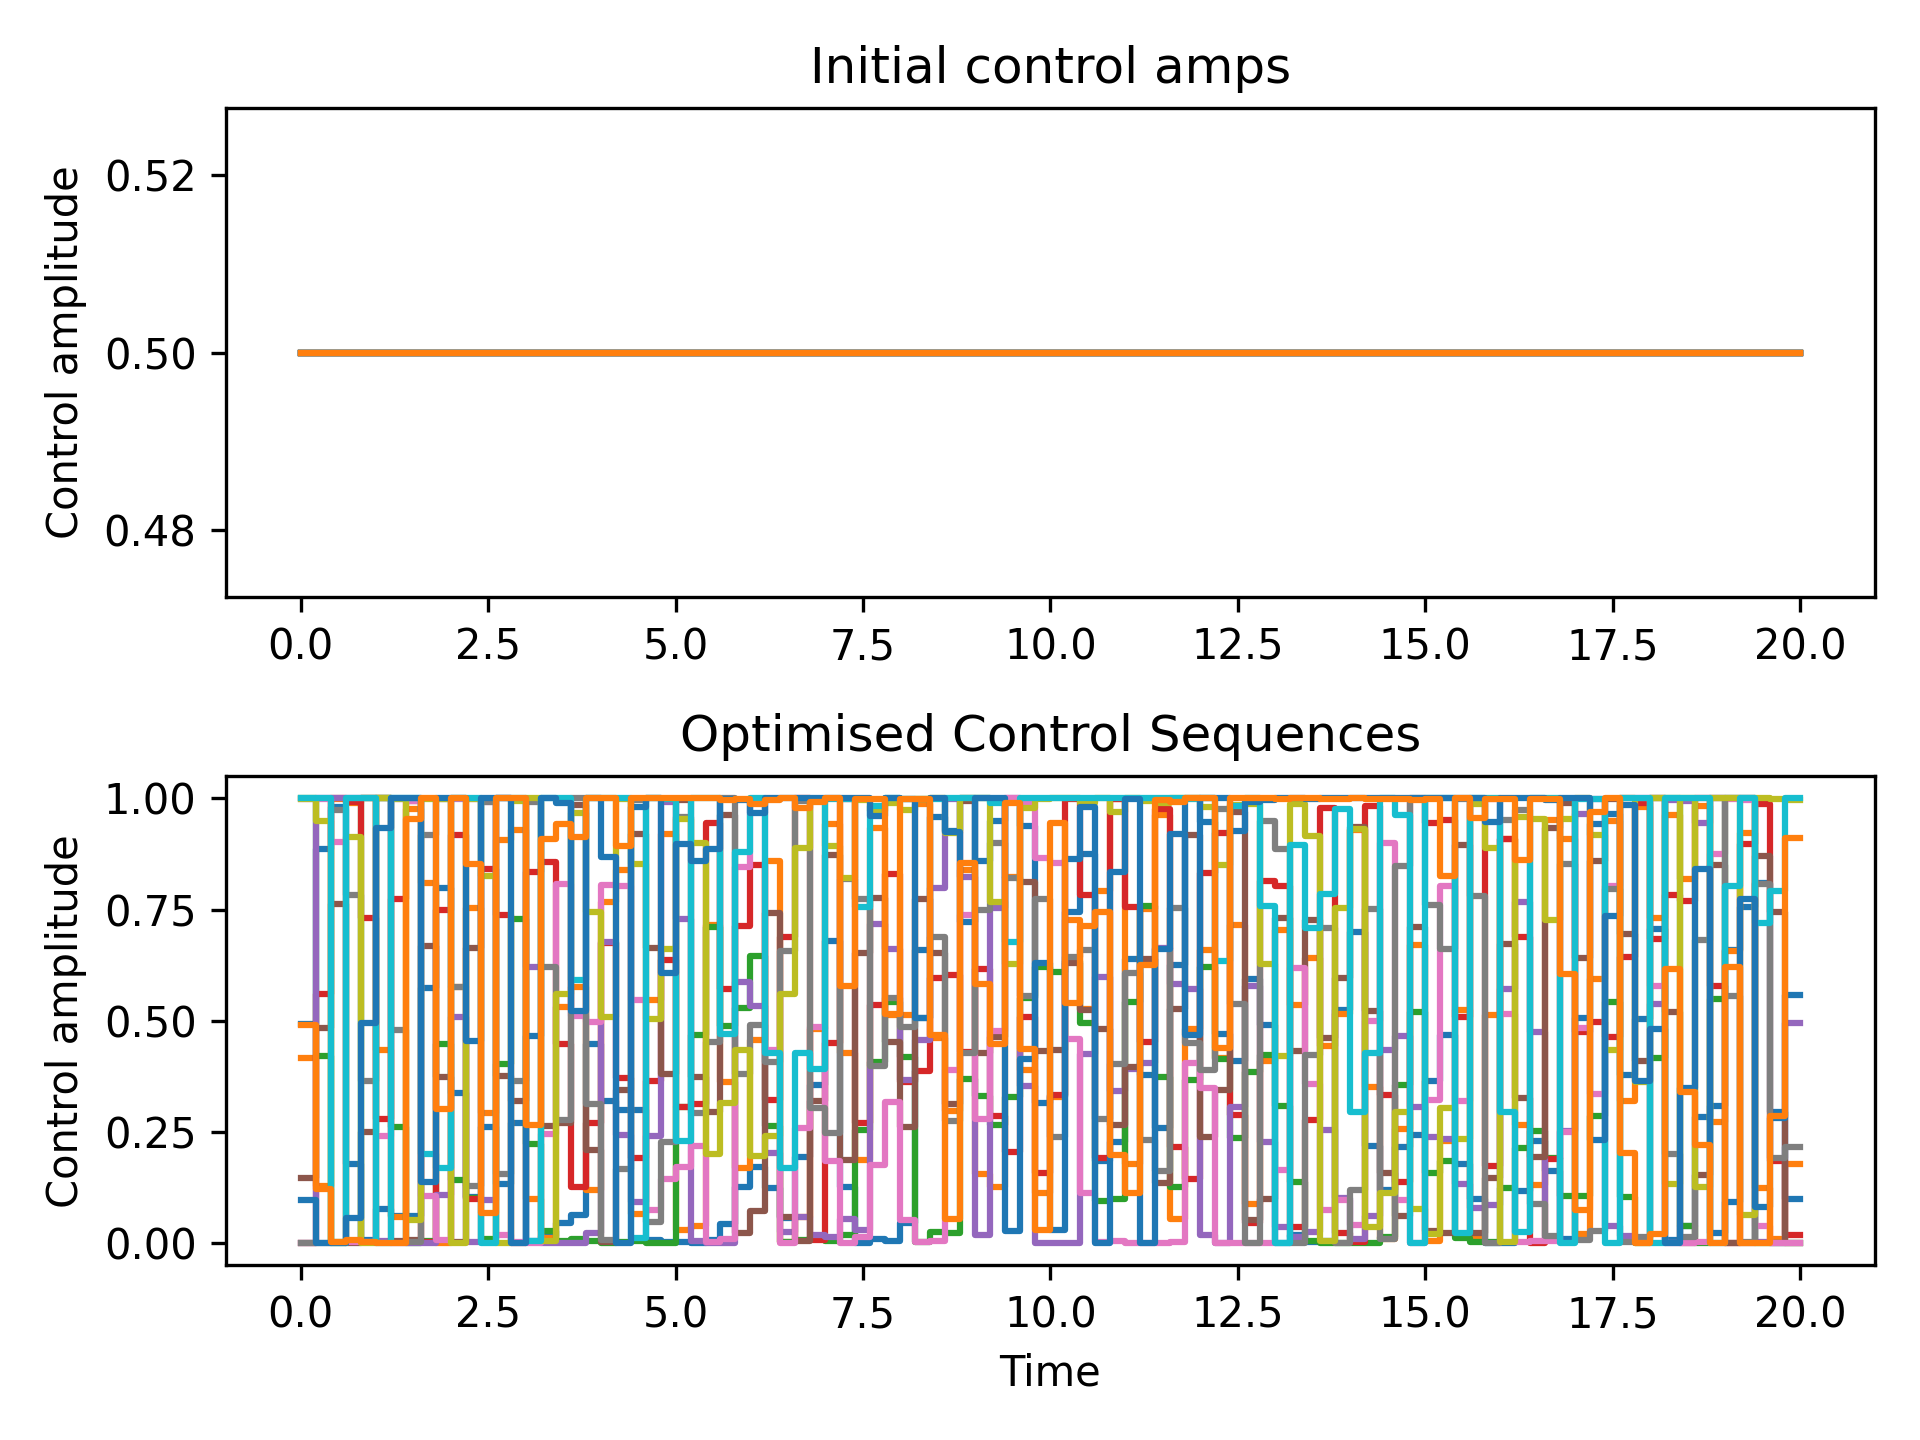 Initial control amps
Control amplitude
0.52
0.50
0.48
0.0 2.5 5.0 7.5 10.0 12.5 15.0 17.5 20.0
Optimised Control Sequences
Control amplitude
1.00
0.75
0.50
0.25
0.00
0.0 2.5 5.0 7.5 10.0 12.5 15.0 17.5 20.0
Time